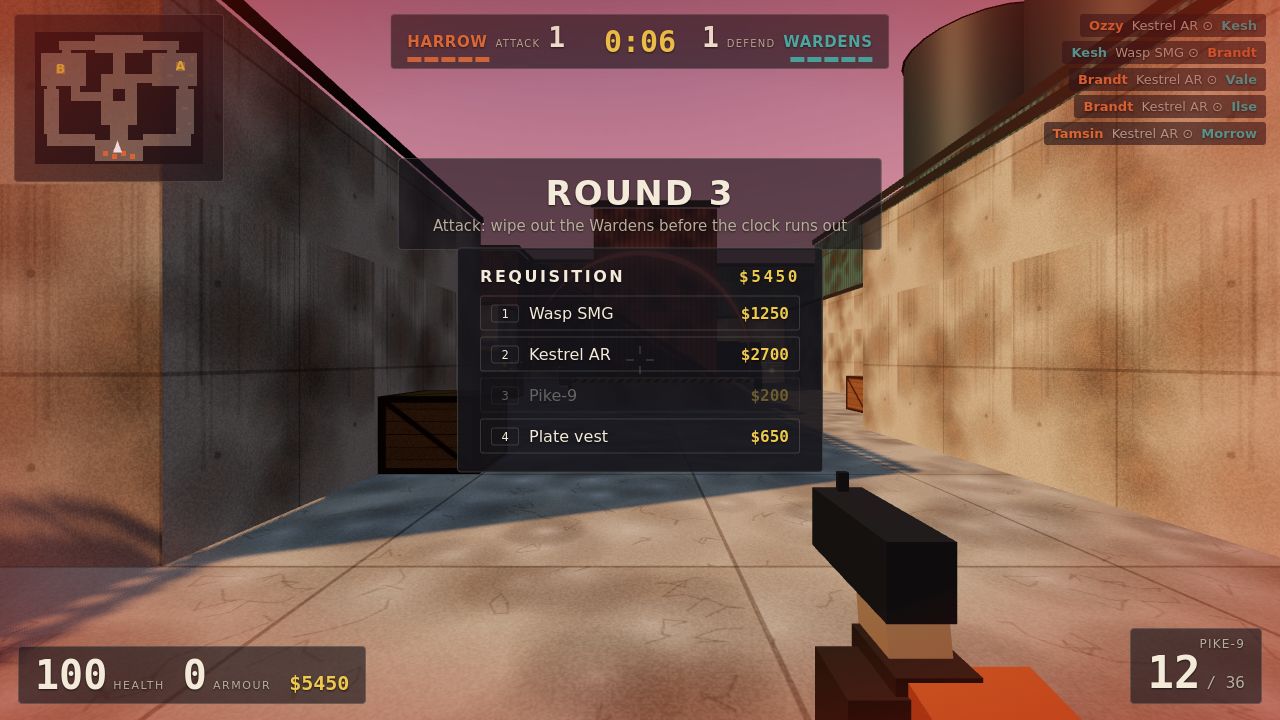 B
A
HARROW ATTACK 1 0:06 1 DEFEND WARDENS
Ozzy Kestrel AR Kesh
Kesh Wasp SMG Brandt
Brandt Kestrel AR Vale
Brandt Kestrel AR Ilse
Tamsin Kestrel AR Morrow
ROUND 3
Attack: wipe out the Wardens before the clock runs out
REQUISITION $5450
1 Wasp SMG $1250
2 Kestrel AR $2700
3 Pike-9 $200
4 Plate vest $650
100 HEALTH 0 ARMOUR $5450
PIKE-9
12 / 36